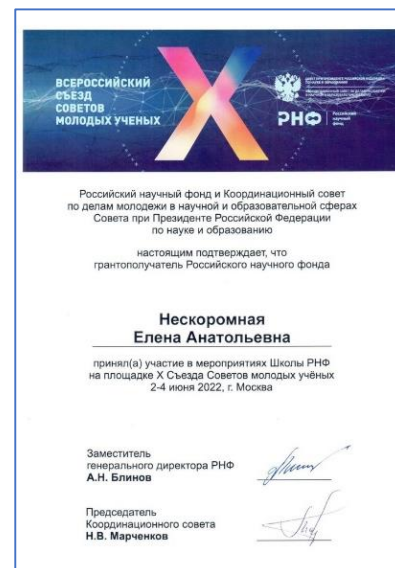 ВСЕРОССИЙСКИЙ
СЪЕЗД
СОВЕТОВ
МОЛОДЫХ УЧЕНЫХ
X
РНФ
Российский
научный
фонд
Российский научный фонд и Координационный совет
по делам молодежи в научной и образовательной сферах
Совета при Президенте Российской Федерации
по науке и образованию
настоящим подтверждает, что
грантополучатель Российского научного фонда
Нескоромная
Елена Анатольевна
принял(а) участие в мероприятиях Школы РНФ
на площадке X Съезда Советов молодых учёных
2-4 июня 2022, г. Москва
Заместитель
генерального директора РНФ
А.Н. Блинов
Председатель
Координационного совета
Н.В. Марченков